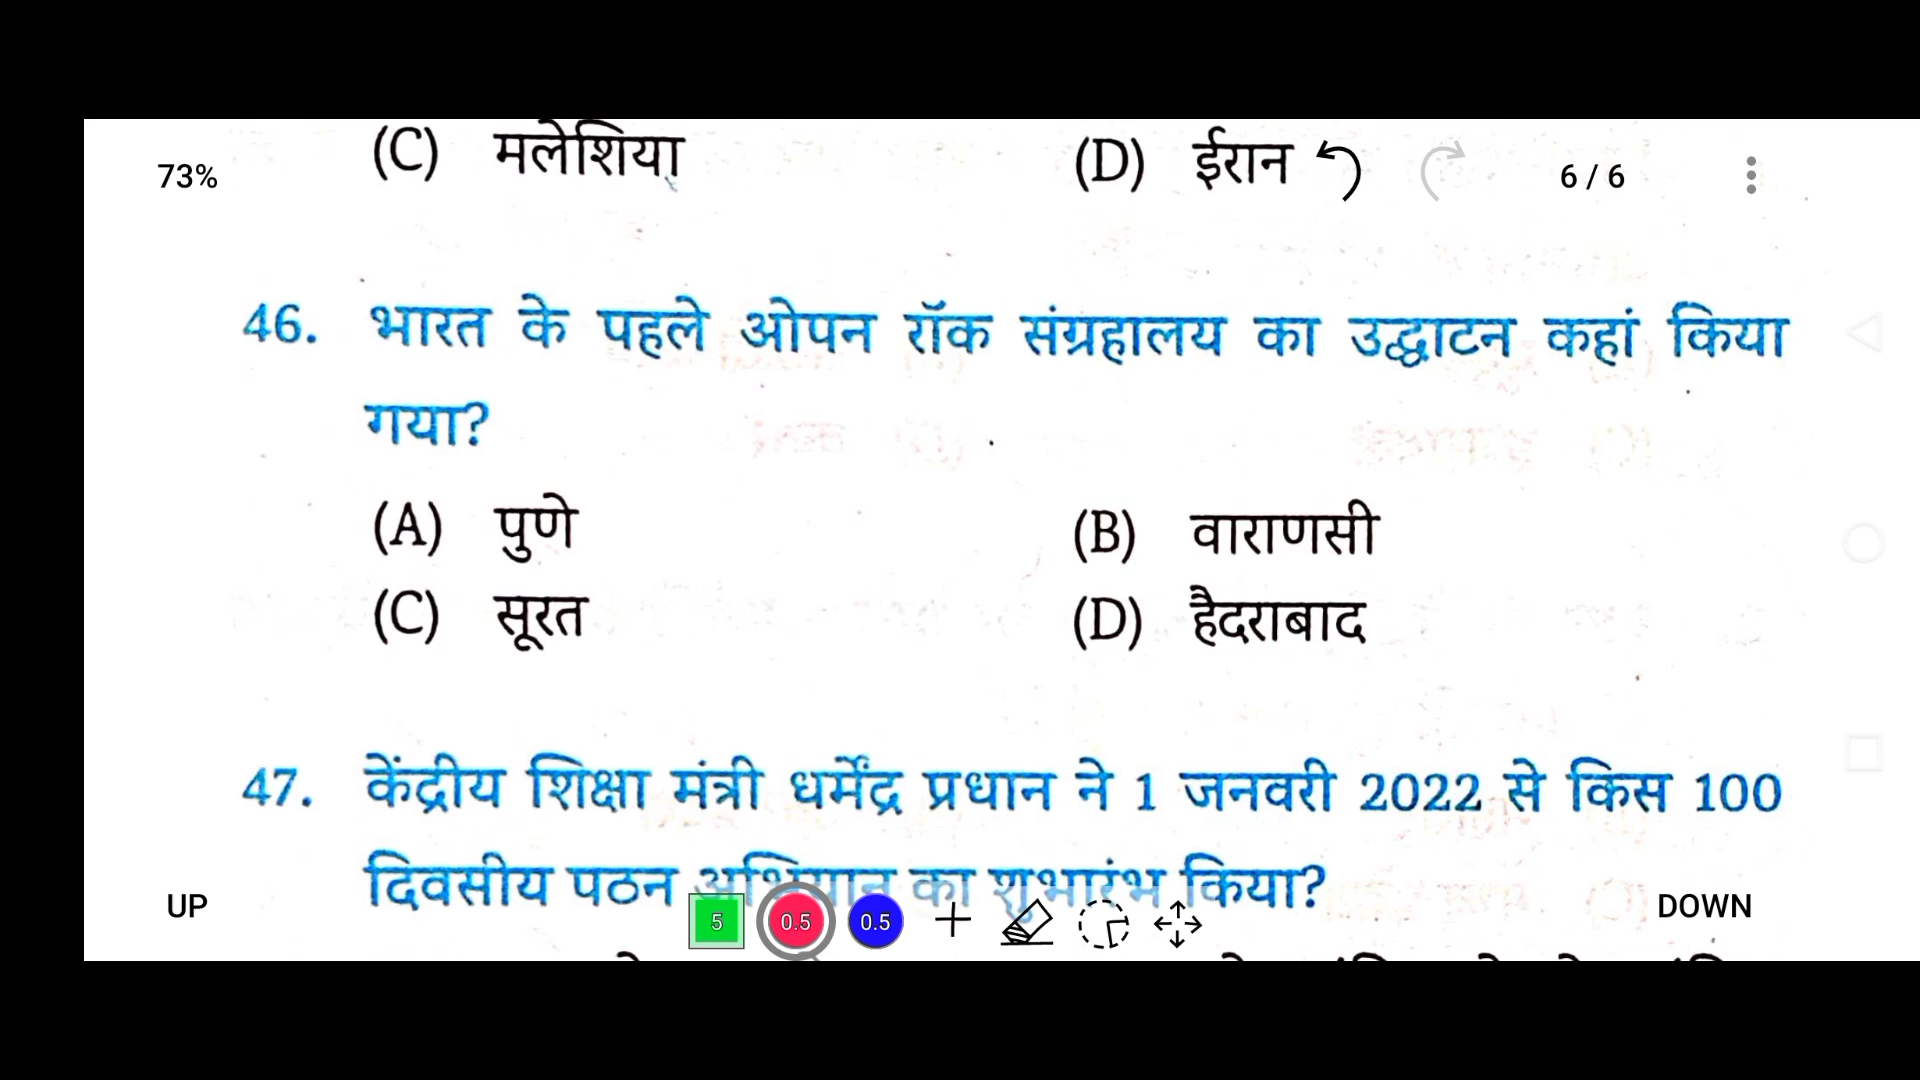 (C) मलेशिया (D) ईरान
73% 6 / 6
46. भारत के पहले ओपन रॉक संग्रहालय का उद्घाटन कहां किया
गया?
(A) पुणे (B) वाराणसी
(C) सूरत (D) हैदराबाद
47. केंद्रीय शिक्षा मंत्री धर्मेंद्र प्रधान ने 1 जनवरी 2022 से किस 100
दिवसीय पठन अभियान का शुभारंभ किया?
UP 5 0.5 0.5 DOWN